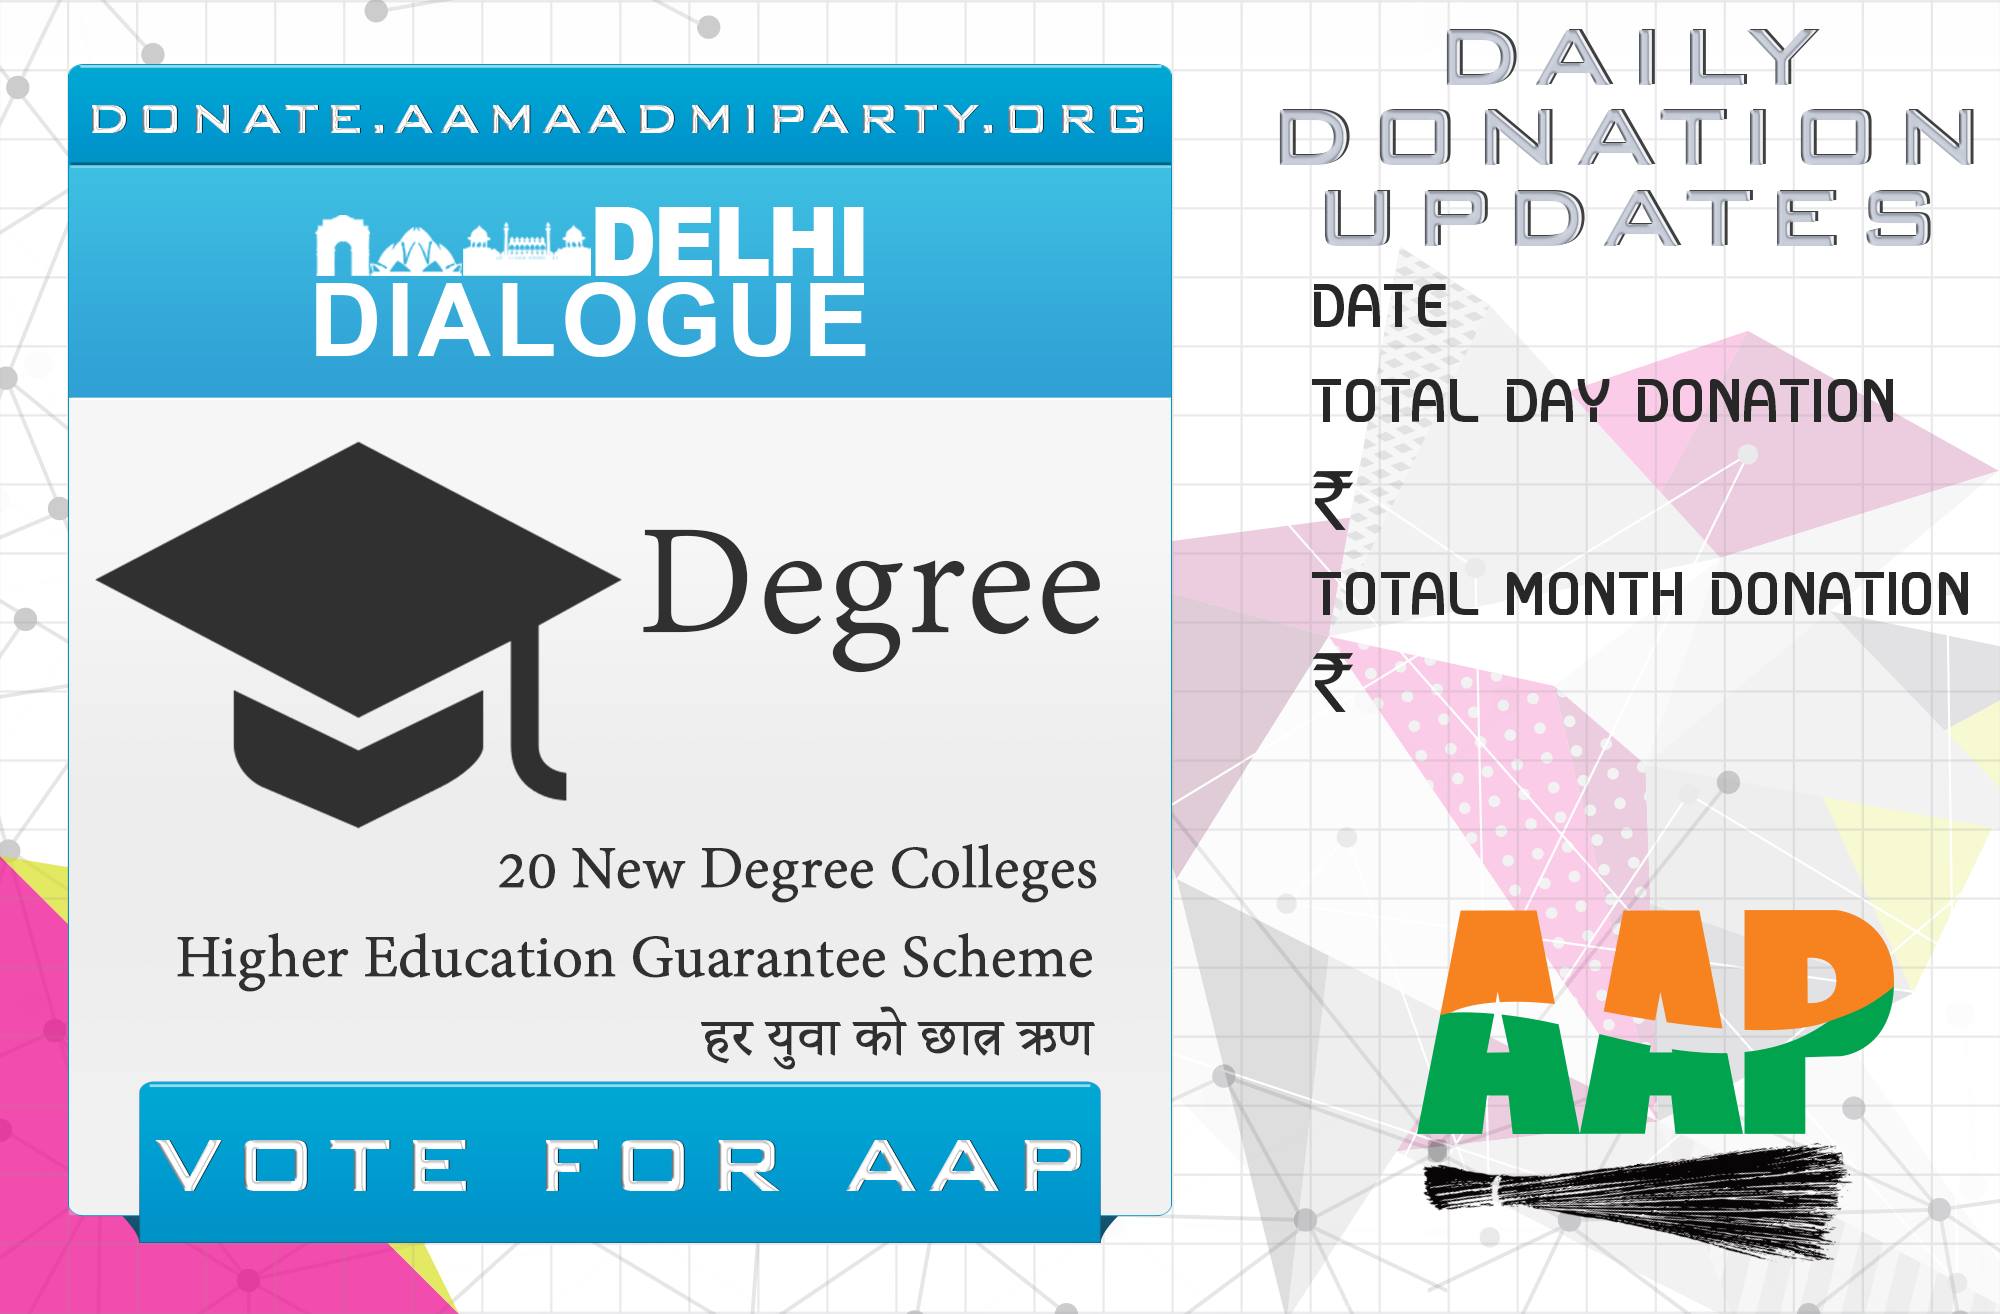 DONATE.AAMAADMIPARTY.ORG
DELHI
DIALOGUE
Degree
20 New Degree Colleges
Higher Education Guarantee Scheme
हर युवा को छात्र ऋण
VOTE FOR AAP
DAILY
DONATION
UPDATES
DATE
TOTAL DAY DONATION
₹
TOTAL MONTH DONATION
₹
AAP